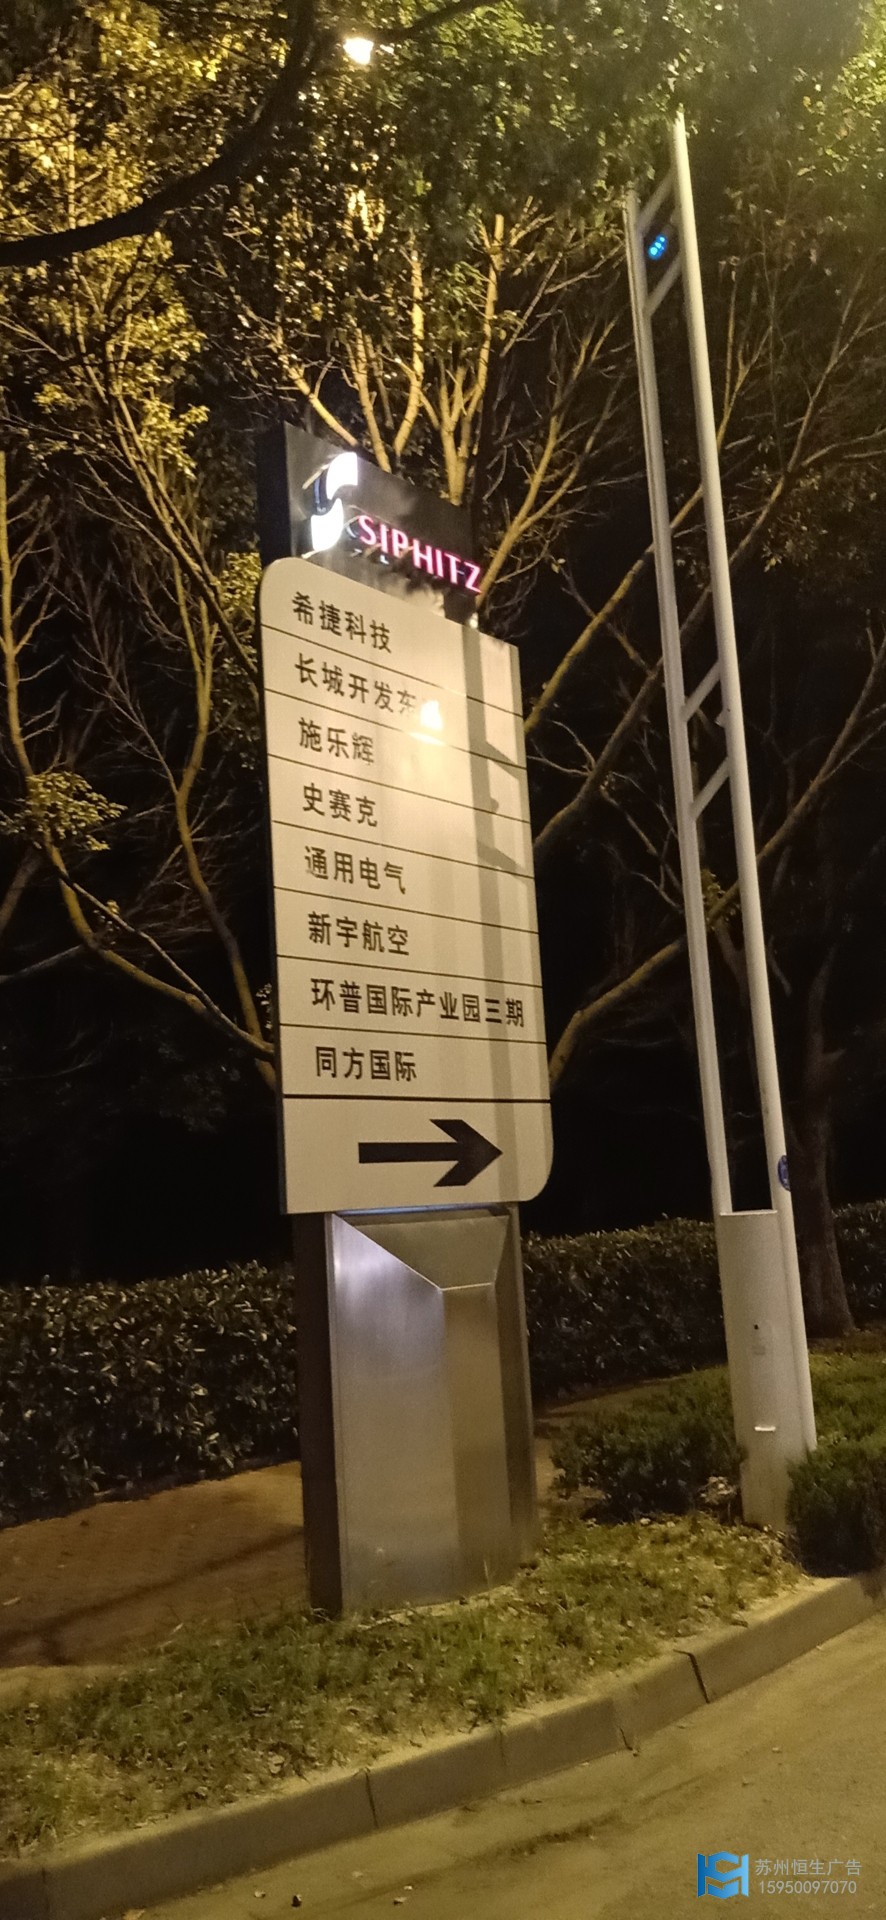 SIPHITZ
希捷科技
长城开发东
施乐辉
史赛克
通用电气
新宇航空
环普国际产业园三期
同方国际
苏州恒生广告
15950097070